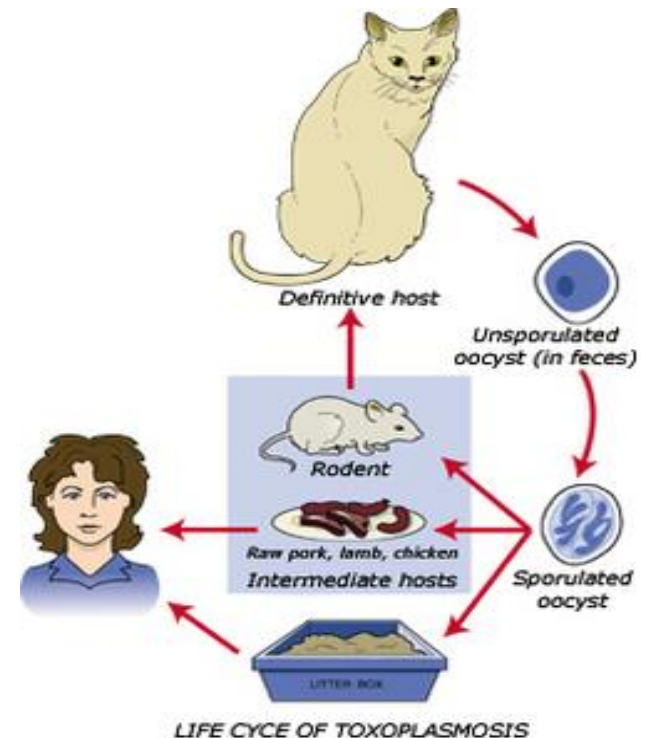 Definitive host
Unsporulated
oocyst (in feces)
Rodent
Raw pork, lamb, chicken
Intermediate hosts
Sporulated
oocyst
LITTER BOX
LIFE CYCE OF TOXOPLASMOSIS